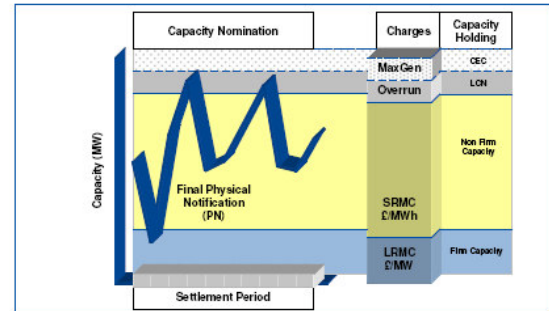 Capacity Nomination
Charges
Capacity
Holding
MaxGen
CEC
Overrun
LCN
Capacity (MW)
Non Firm
Capacity
Final Physical
Notification
(PN)
SRMC
£/MWh
LRMC
£/MW
Firm Capacity
Settlement Period